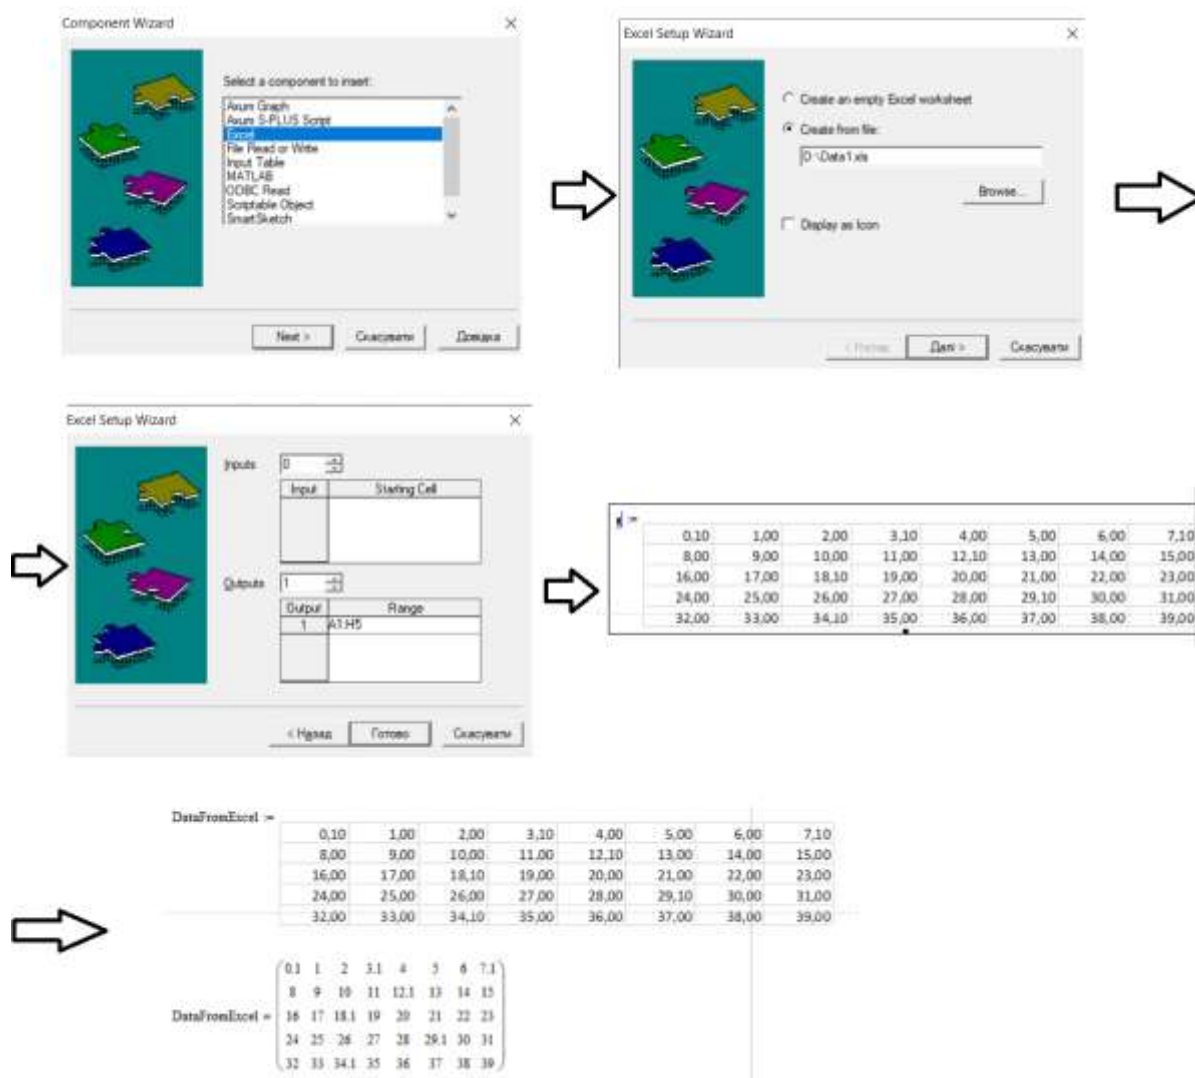 Component Wizard
Select a component to insert:
Axum Graph
Axum S-PLUS Script
Excel
File Read or Write
Input Table
MATLAB
ODBC Read
Scriptable Object
SmartSketch
Next >
Скасувати
Довідка
Excel Setup Wizard
Create an empty Excel worksheet
Create from file:
D:\Data1.xls
Browse...
Display as Icon
< Назад
Далі >
Скасувати
Excel Setup Wizard
Inputs 0
Input Starting Cell
Outputs 1
Output Range
1 A1:H5
< Назад
Готово
Скасувати
:=
0,10 1,00 2,00 3,10 4,00 5,00 6,00 7,10
8,00 9,00 10,00 11,00 12,10 13,00 14,00 15,00
16,00 17,00 18,10 19,00 20,00 21,00 22,00 23,00
24,00 25,00 26,00 27,00 28,00 29,10 30,00 31,00
32,00 33,00 34,10 35,00 36,00 37,00 38,00 39,00
DataFromExcel :=
0,10 1,00 2,00 3,10 4,00 5,00 6,00 7,10
8,00 9,00 10,00 11,00 12,10 13,00 14,00 15,00
16,00 17,00 18,10 19,00 20,00 21,00 22,00 23,00
24,00 25,00 26,00 27,00 28,00 29,10 30,00 31,00
32,00 33,00 34,10 35,00 36,00 37,00 38,00 39,00
0.1 1 2 3.1 4 5 6 7.1
8 9 10 11 12.1 13 14 15
DataFromExcel = 16 17 18.1 19 20 21 22 23
24 25 26 27 28 29.1 30 31
32 33 34.1 35 36 37 38 39